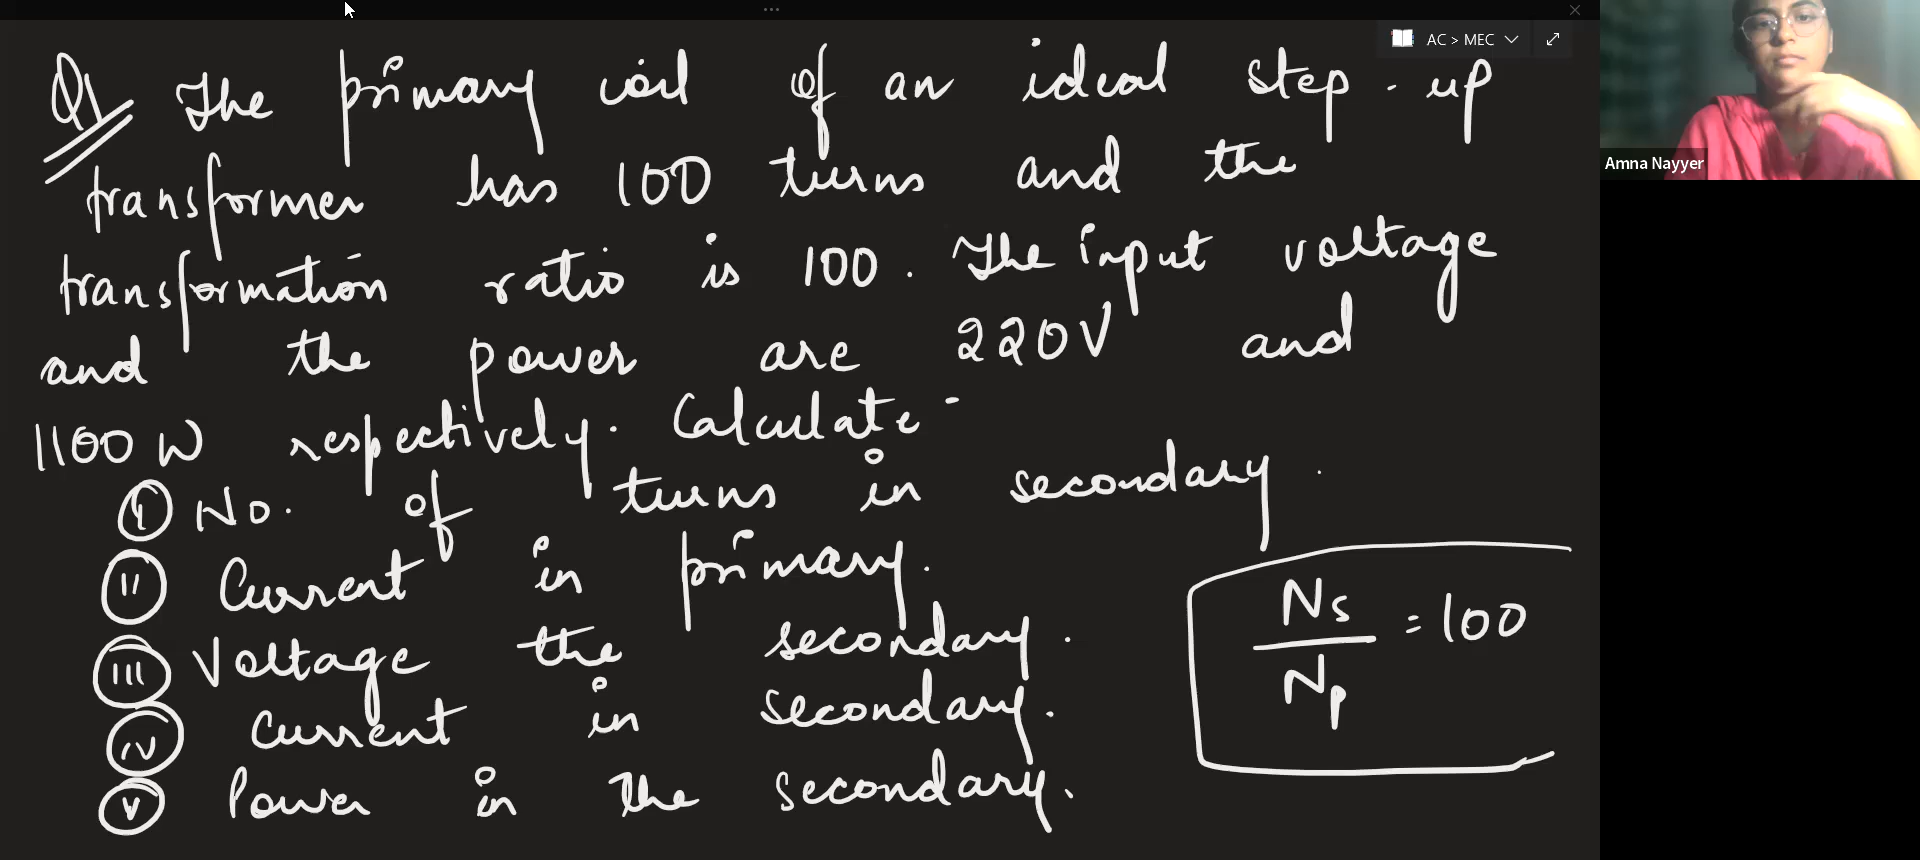 AC > MEC
Amna Nayyer
Q1 The primary coil of an ideal step-up
transformer has 100 turns and the
transformation ratio is 100. The input voltage
and the power are 220V and
1100 W respectively. Calculate -
(I) No. of turns in secondary.
(II) Current in primary.
(III) Voltage the secondary.
(IV) Current in secondary.
(V) Power in the secondary.
Ns
= 100
Np